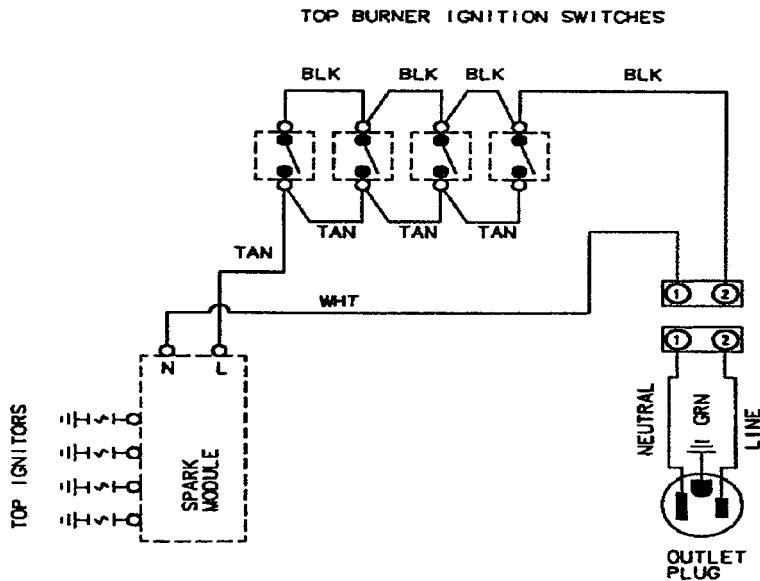 TOP BURNER IGNITION SWITCHES
BLK
BLK
BLK
BLK
TAN
TAN
TAN
TAN
WHT
1
2
1
2
N
L
TOP IGNITORS
SPARK
MODULE
NEUTRAL
GRN
LINE
OUTLET
PLUG